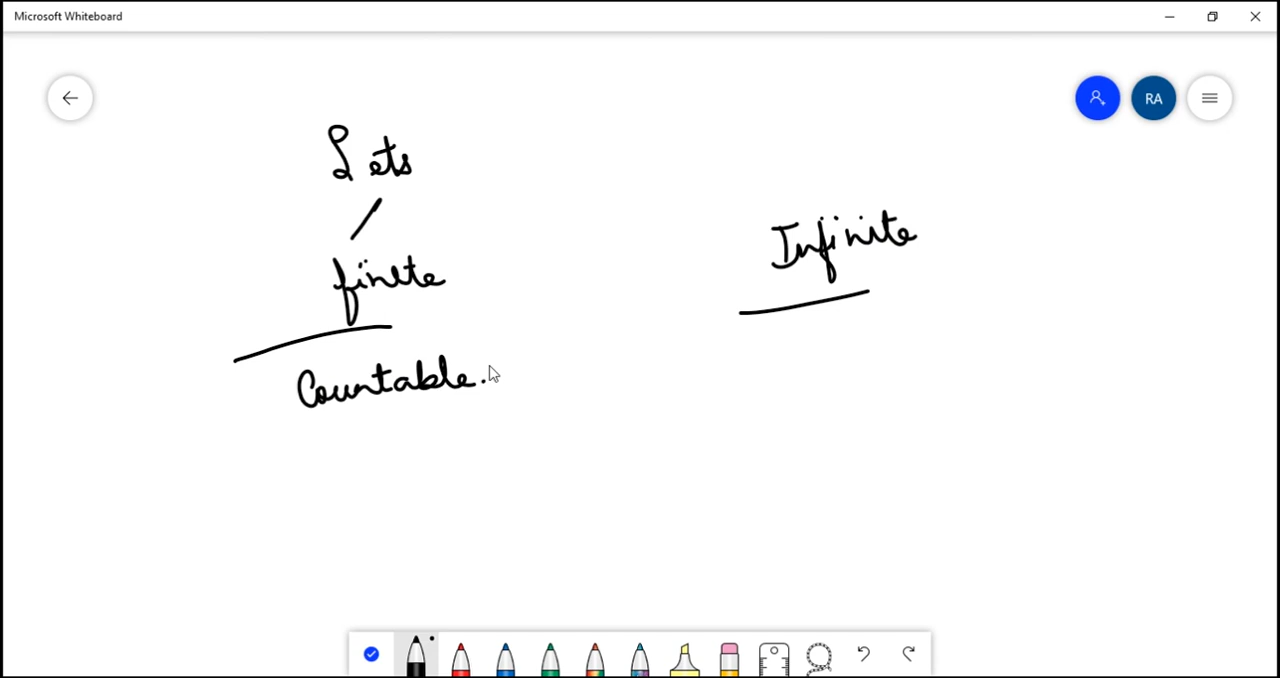 Microsoft Whiteboard
RA
Sets
finite
Infinite
Countable.